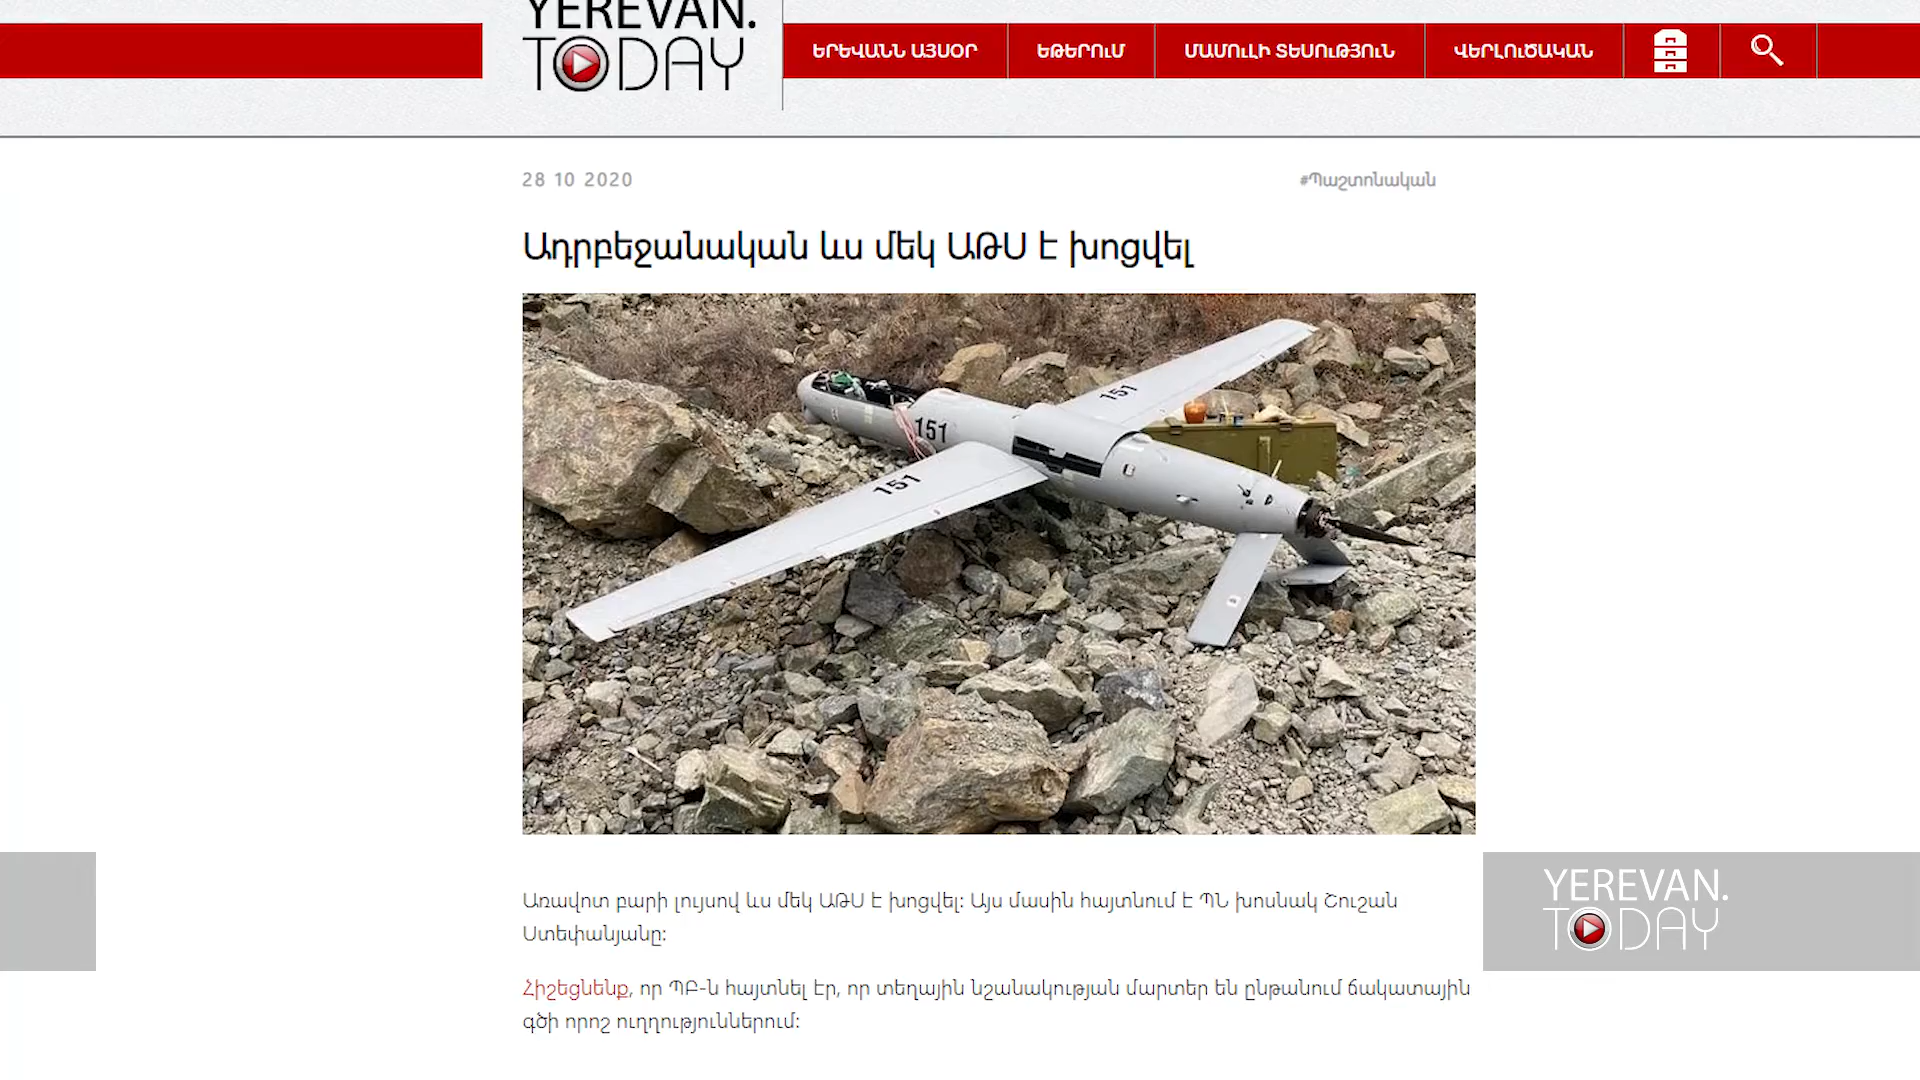 YEREVAN.
TODAY
ԵՐԵՎԱՆՆ ԱՅՍՕՐ
ԵԹԵՐՈւՄ
ՄԱՄՈւԼԻ ՏԵՍՈւԹՅՈւՆ
ՎԵՐԼՈւԾԱԿԱՆ
28 10 2020
#Պաշտոնական
Ադրբեջանական ևս մեկ ԱԹՍ է խոցվել
151
151
151
Առավոտ բարի լույսով ևս մեկ ԱԹՍ է խոցվել: Այս մասին հայտնում է ՊՆ խոսնակ Շուշան
Ստեփանյանը:
Հիշեցնենք, որ ՊԲ-ն հայտնել էր, որ տեղային նշանակության մարտեր են ընթանում ճակատային
գծի որոշ ուղղություններում:
YEREVAN.
TODAY